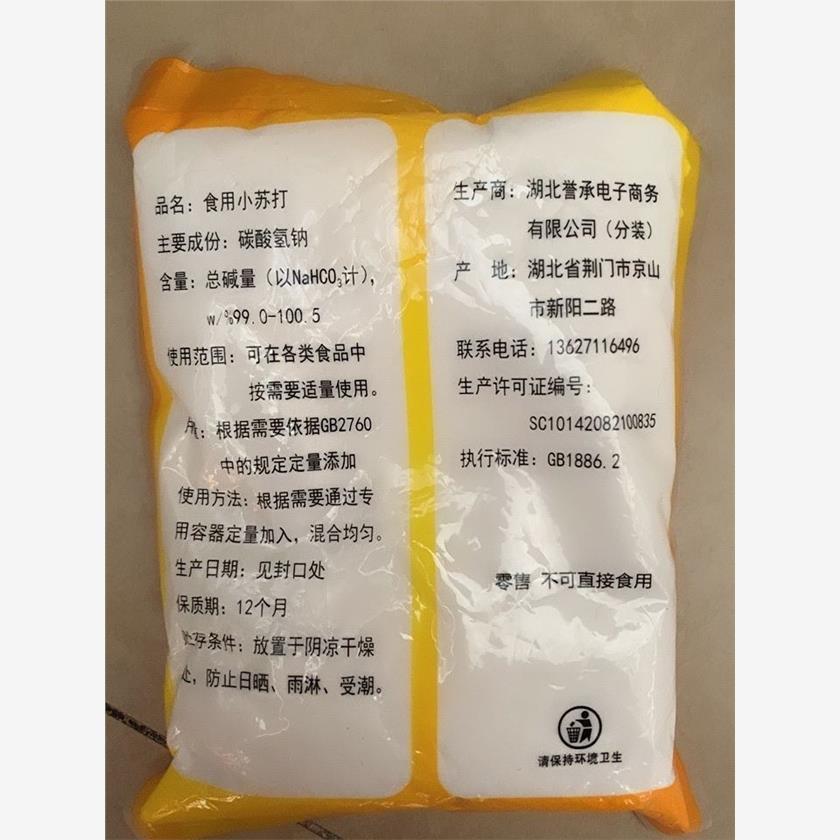 品名：食用小苏打
主要成份：碳酸氢钠
含量：总碱量（以NaHCO₃计），
w/%99.0-100.5
使用范围：可在各类食品中
按需要适量使用。
量：根据需要依据GB2760
中的规定定量添加
使用方法：根据需要通过专
用容器定量加入，混合均匀。
生产日期：见封口处
保质期：12个月
贮存条件：放置于阴凉干燥
处，防止日晒、雨淋、受潮。
生产商：湖北誉承电子商务
有限公司（分装）
产 地：湖北省荆门市京山
市新阳二路
联系电话：13627116496
生产许可证编号：
SC10142082100835
执行标准：GB1886.2
零售 不可直接食用
请保持环境卫生